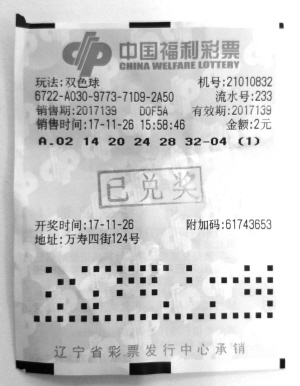 中国福利彩票
CHINA WELFARE LOTTERY
玩法:双色球 机号:21010832
6722-A030-9773-71D9-2A50 流水号:233
销售期:2017139 D0F5A 有效期:2017139
销售时间:17-11-26 15:58:46 金额:2元
A.02 14 20 24 28 32-04 (1)
已兑奖
开奖时间:17-11-26 附加码:61743653
地址:万寿四街124号
辽宁省彩票发行中心承销